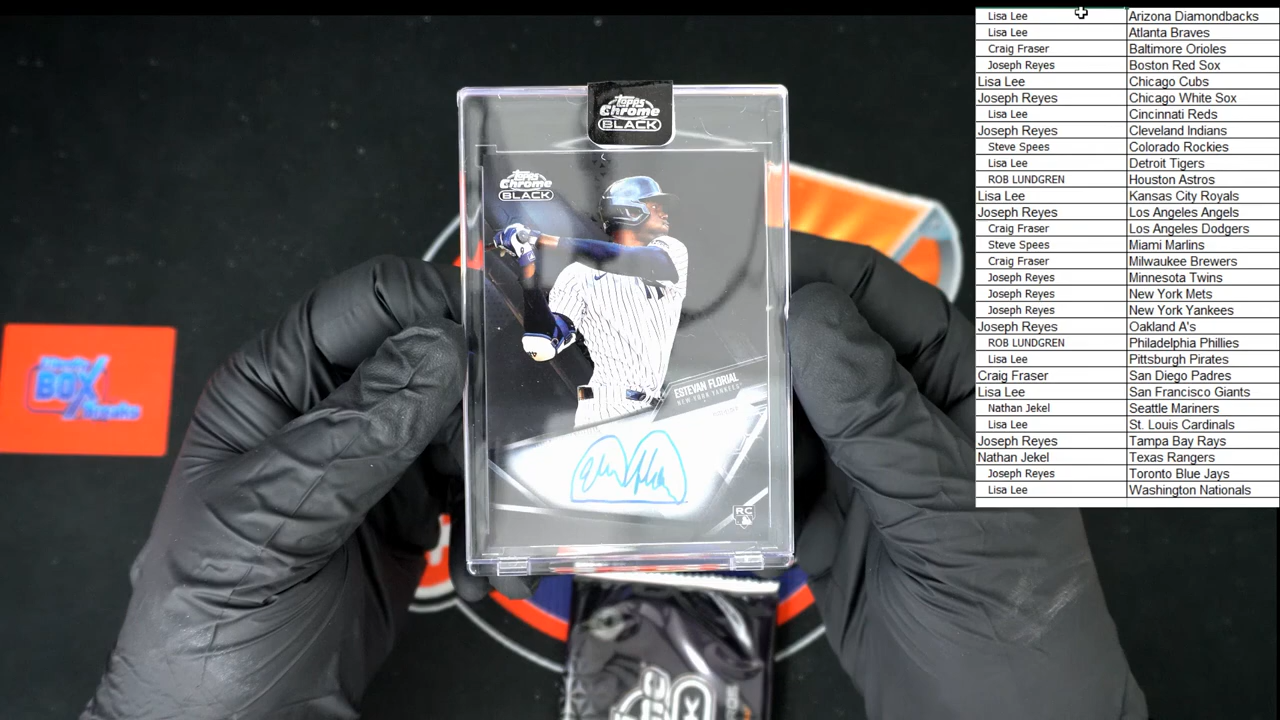 Topps
Chrome
BLACK
Topps
Chrome
BLACK
ESTEVAN FLORIAL
NEW YORK YANKEES
RC
BOX
Breaks
Lisa Lee Arizona Diamondbacks
Lisa Lee Atlanta Braves
Craig Fraser Baltimore Orioles
Joseph Reyes Boston Red Sox
Lisa Lee Chicago Cubs
Joseph Reyes Chicago White Sox
Lisa Lee Cincinnati Reds
Joseph Reyes Cleveland Indians
Steve Spees Colorado Rockies
Lisa Lee Detroit Tigers
ROB LUNDGREN Houston Astros
Lisa Lee Kansas City Royals
Joseph Reyes Los Angeles Angels
Craig Fraser Los Angeles Dodgers
Steve Spees Miami Marlins
Craig Fraser Milwaukee Brewers
Joseph Reyes Minnesota Twins
Joseph Reyes New York Mets
Joseph Reyes New York Yankees
Joseph Reyes Oakland A's
ROB LUNDGREN Philadelphia Phillies
Lisa Lee Pittsburgh Pirates
Craig Fraser San Diego Padres
Lisa Lee San Francisco Giants
Nathan Jekel Seattle Mariners
Lisa Lee St. Louis Cardinals
Joseph Reyes Tampa Bay Rays
Nathan Jekel Texas Rangers
Joseph Reyes Toronto Blue Jays
Lisa Lee Washington Nationals